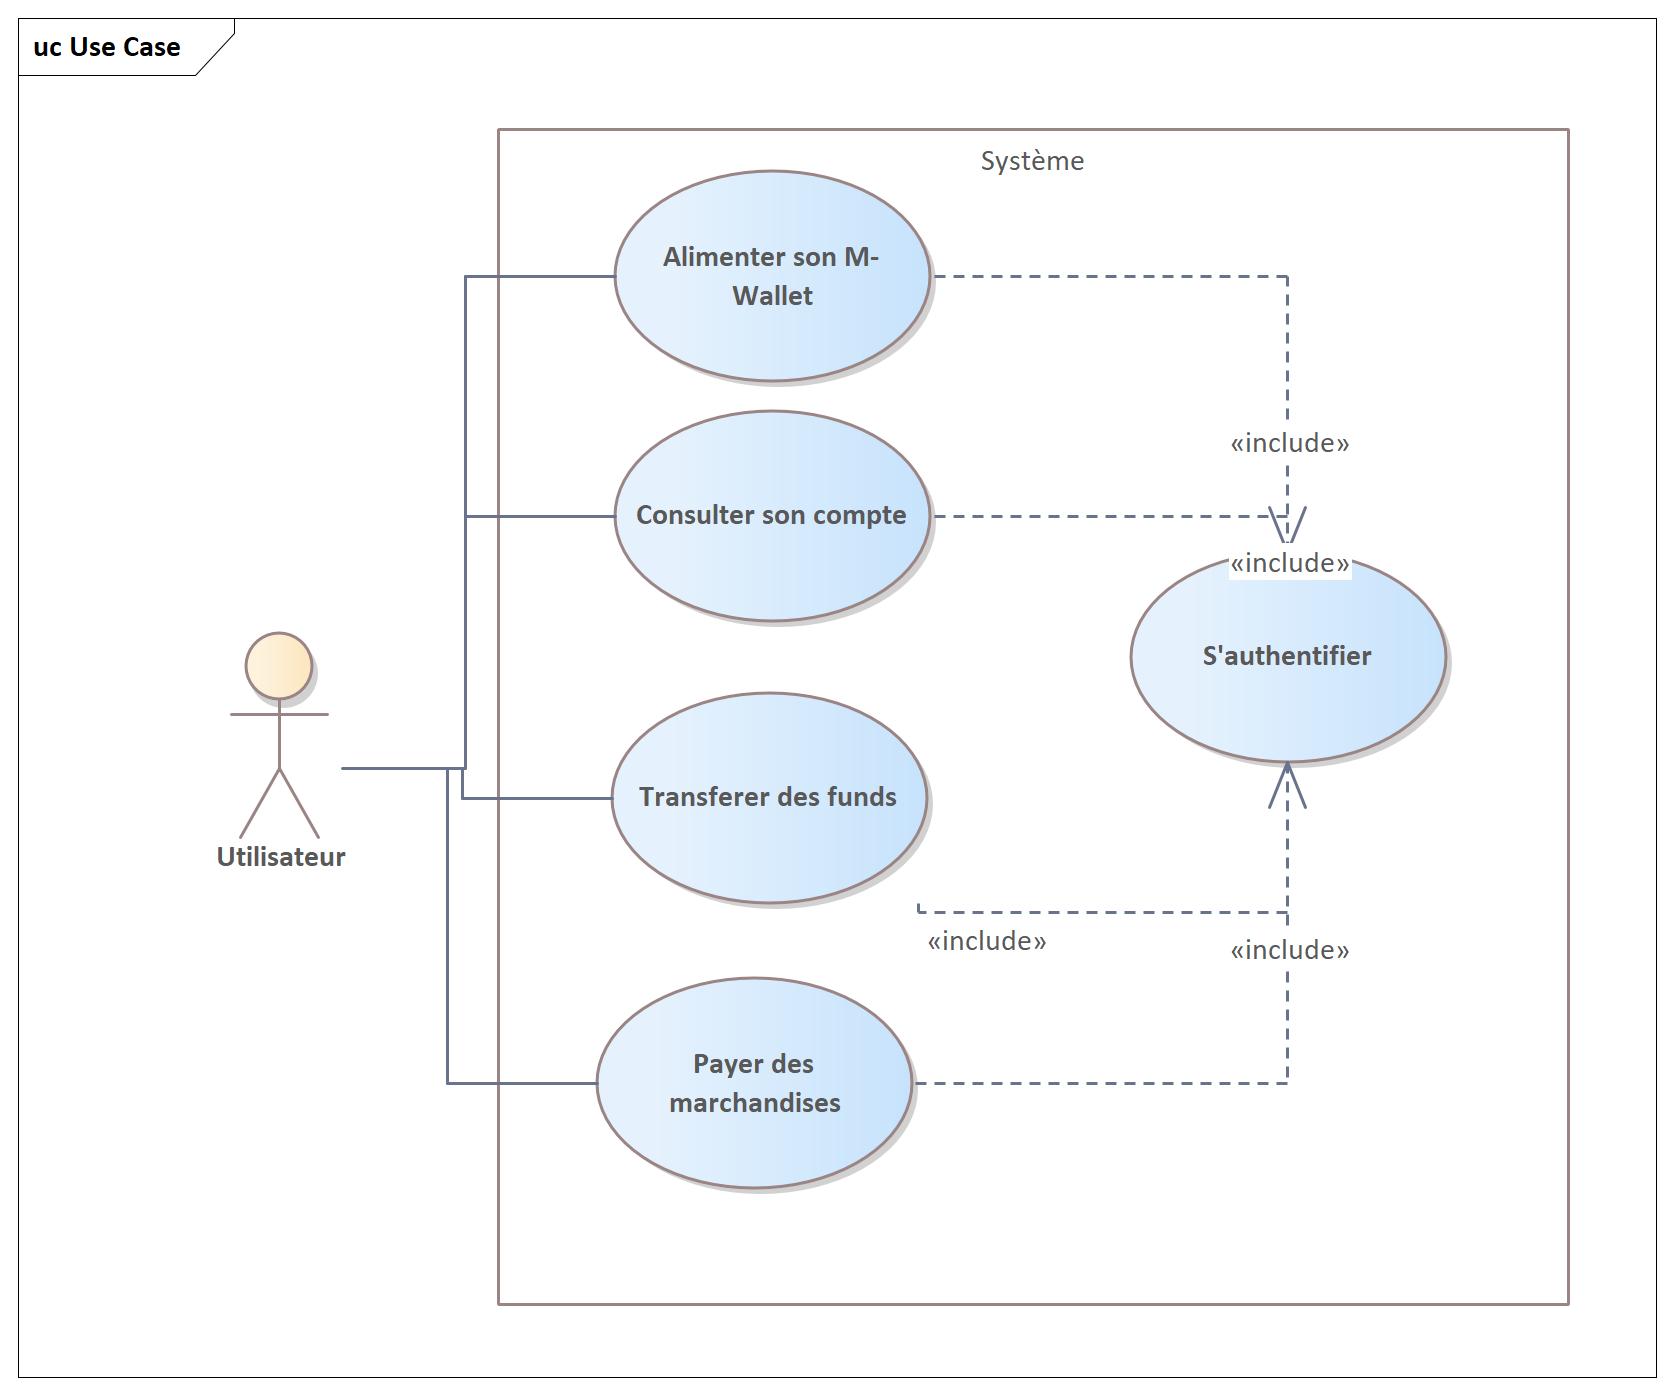 uc Use Case
Système
Alimenter son M-
Wallet
«include»
Consulter son compte
«include»
S'authentifier
Transferer des funds
Utilisateur
«include»
«include»
Payer des
marchandises